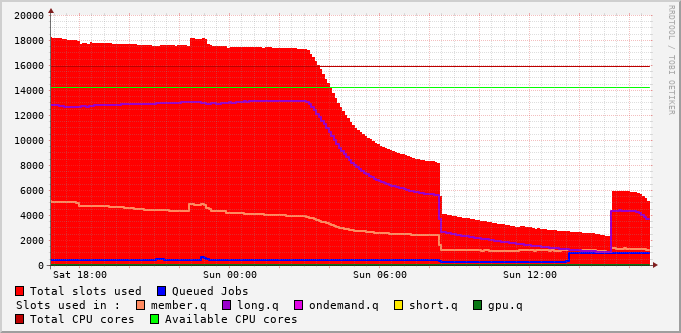 20000
18000
16000
14000
12000
10000
8000
6000
4000
2000
0
Sat 18:00 Sun 00:00 Sun 06:00 Sun 12:00
RRDTOOL / TOBI OETIKER
Total slots used Queued Jobs
Slots used in : member.q long.q ondemand.q short.q gpu.q
Total CPU cores Available CPU cores